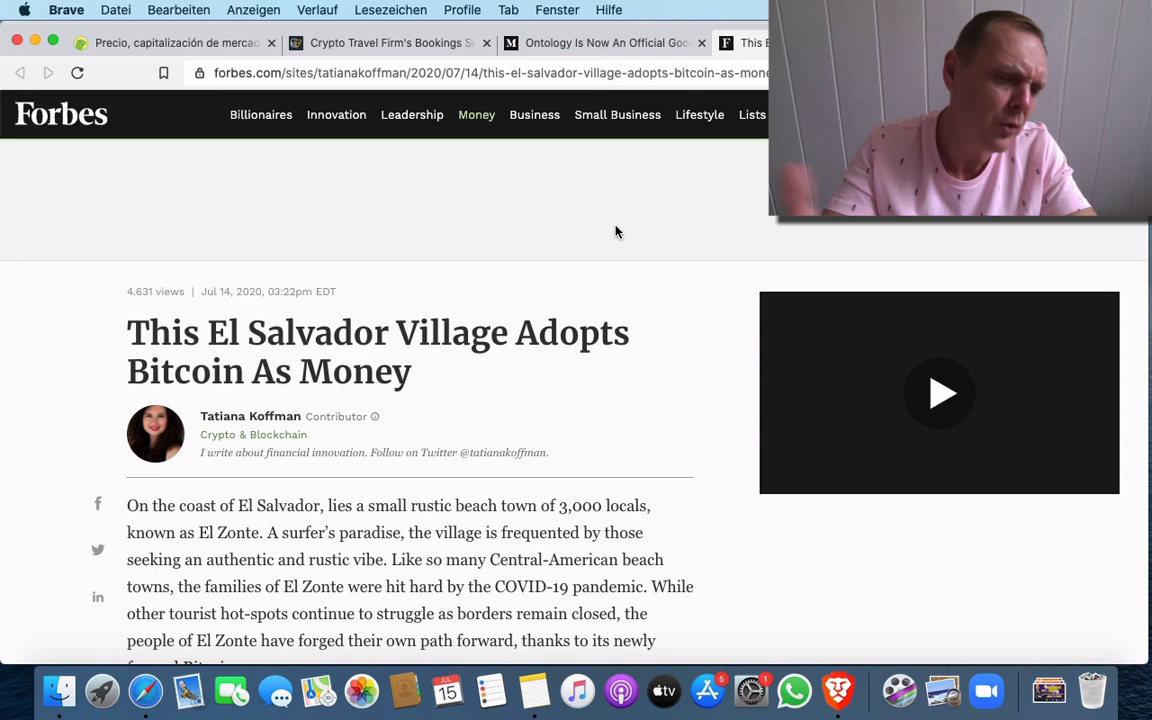 Brave Datei Bearbeiten Anzeigen Verlauf Lesezeichen Profile Tab Fenster Hilfe
Precio, capitalización de mercad
Crypto Travel Firm's Bookings S
M Ontology Is Now An Official Goo
F This E
forbes.com/sites/tatianakoffman/2020/07/14/this-el-salvador-village-adopts-bitcoin-as-mone
Forbes Billionaires Innovation Leadership Money Business Small Business Lifestyle Lists
4.631 views | Jul 14, 2020, 03:22pm EDT
This El Salvador Village Adopts
Bitcoin As Money
Tatiana Koffman Contributor
Crypto & Blockchain
I write about financial innovation. Follow on Twitter @tatianakoffman.
On the coast of El Salvador, lies a small rustic beach town of 3,000 locals,
known as El Zonte. A surfer's paradise, the village is frequented by those
seeking an authentic and rustic vibe. Like so many Central-American beach
towns, the families of El Zonte were hit hard by the COVID-19 pandemic. While
other tourist hot-spots continue to struggle as borders remain closed, the
people of El Zonte have forged their own path forward, thanks to its newly
JUL
15
tv
5
1